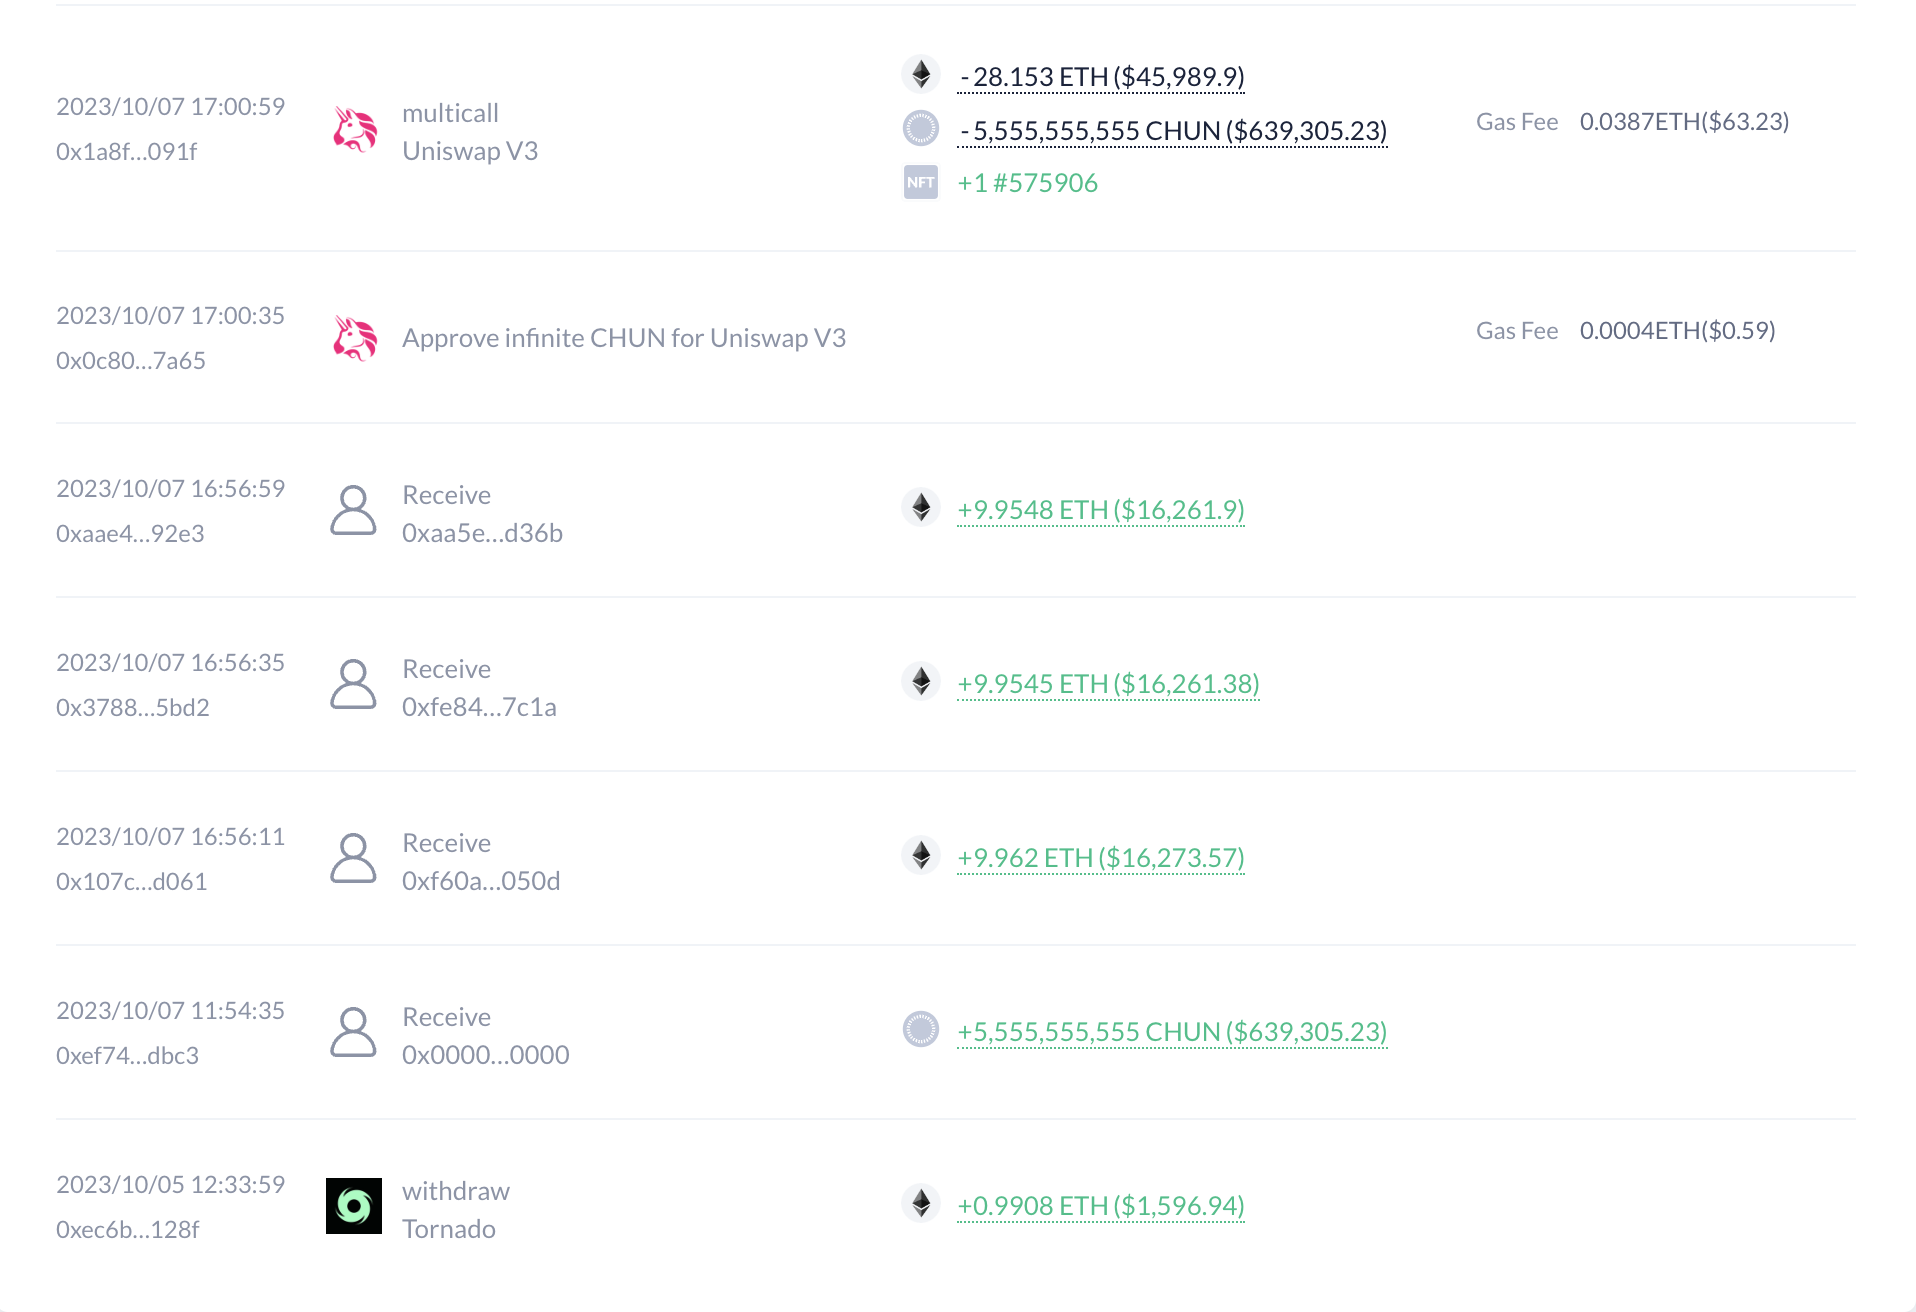 2023/10/07 17:00:59
0x1a8f...091f
multicall
Uniswap V3
- 28.153 ETH ($45,989.9)
- 5,555,555,555 CHUN ($639,305.23)
NFT
+1 #575906
Gas Fee 0.0387ETH($63.23)
2023/10/07 17:00:35
0x0c80...7a65
Approve infinite CHUN for Uniswap V3
Gas Fee 0.0004ETH($0.59)
2023/10/07 16:56:59
0xaae4...92e3
Receive
0xaa5e...d36b
+9.9548 ETH ($16,261.9)
2023/10/07 16:56:35
0x3788...5bd2
Receive
0xfe84...7c1a
+9.9545 ETH ($16,261.38)
2023/10/07 16:56:11
0x107c...d061
Receive
0xf60a...050d
+9.962 ETH ($16,273.57)
2023/10/07 11:54:35
0xef74...dbc3
Receive
0x0000...0000
+5,555,555,555 CHUN ($639,305.23)
2023/10/05 12:33:59
0xec6b...128f
withdraw
Tornado
+0.9908 ETH ($1,596.94)